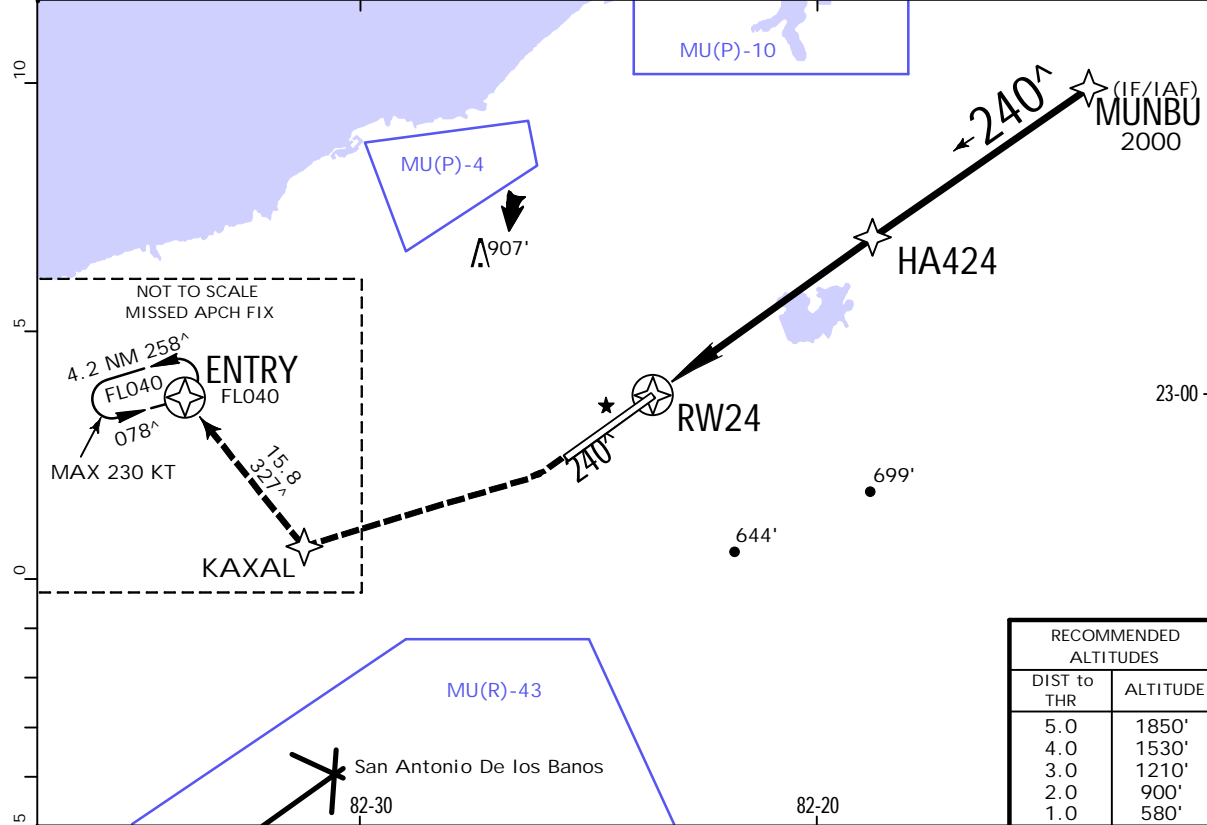 MU(P)-10
10
240^
(IF/IAF)
MUNBU
2000
MU(P)-4
907'
HA424
NOT TO SCALE
MISSED APCH FIX
5
4.2 NM 258^
FL040
ENTRY
FL040
078^
MAX 230 KT
15.8
327^
KAXAL
RW24
240^
23-00
699'
644'
0
MU(R)-43
San Antonio De los Banos
82-30
82-20
5
RECOMMENDED
ALTITUDES
DIST to
THR
ALTITUDE
5.0 1850'
4.0 1530'
3.0 1210'
2.0 900'
1.0 580'